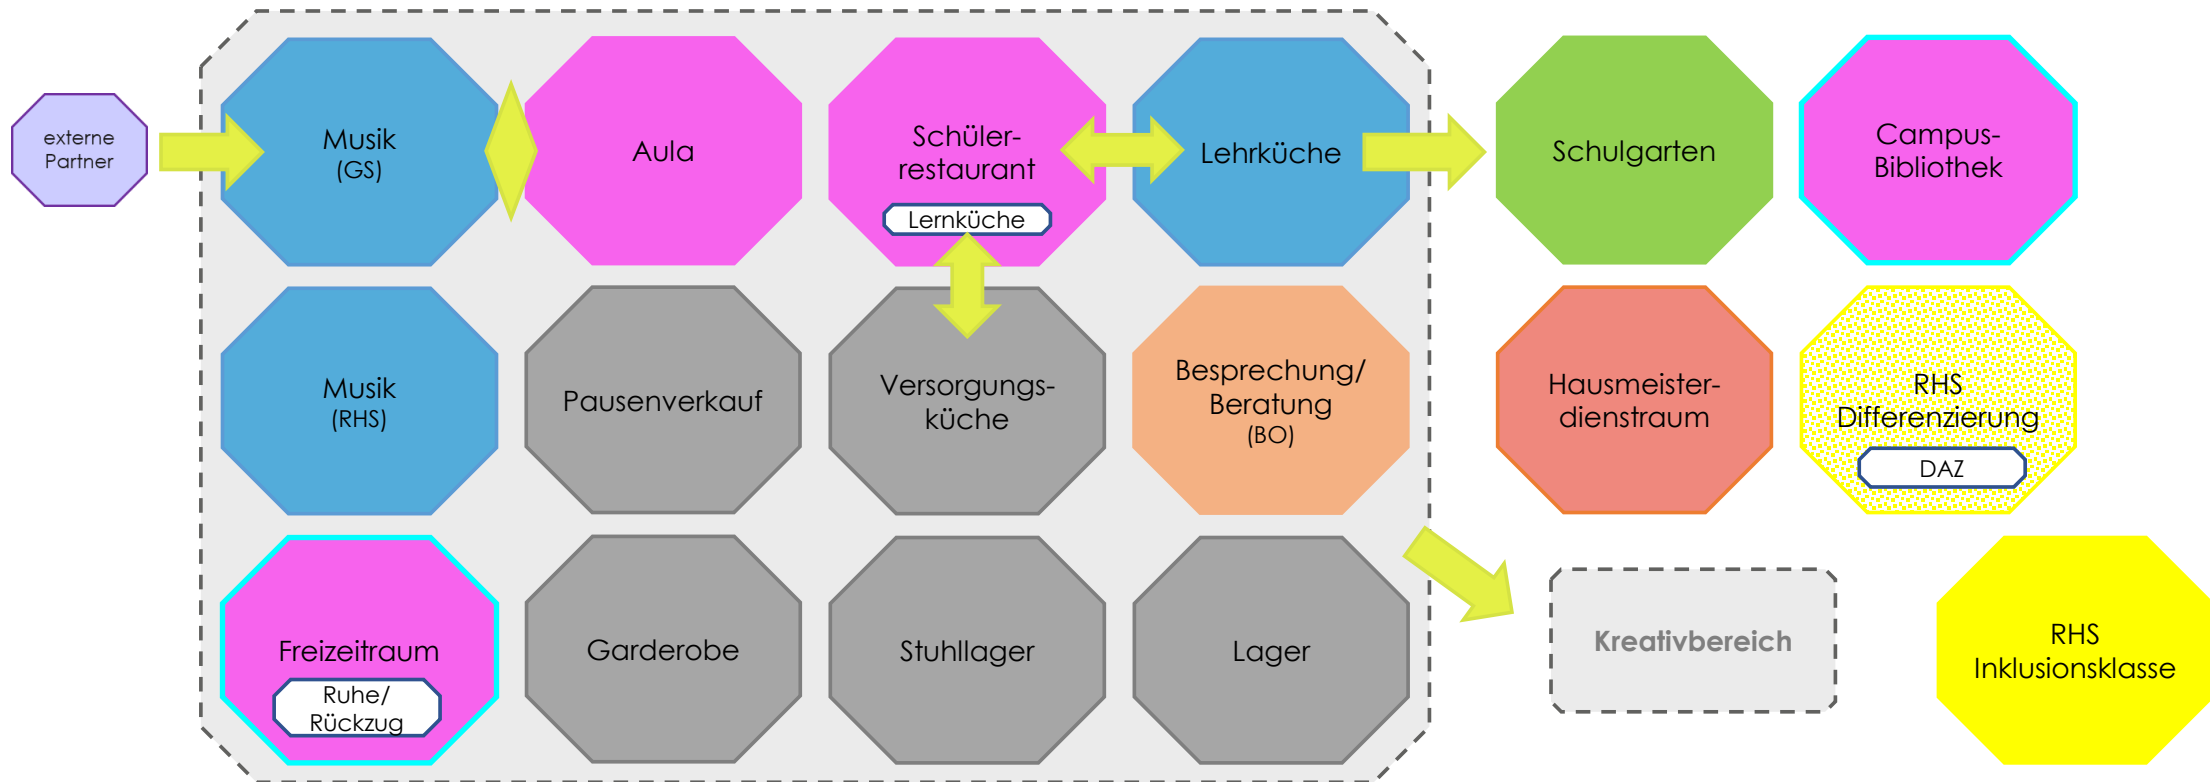 externe
Partner
Musik
(GS)
Aula
Schüler-
restaurant
Lernküche
Lehrküche
Schulgarten
Campus-
Bibliothek
Musik
(RHS)
Pausenverkauf
Versorgungs-
küche
Besprechung/
Beratung
(BO)
Hausmeister-
dienstraum
RHS
Differenzierung
DAZ
Freizeitraum
Ruhe/
Rückzug
Garderobe
Stuhllager
Lager
Kreativbereich
RHS
Inklusionsklasse